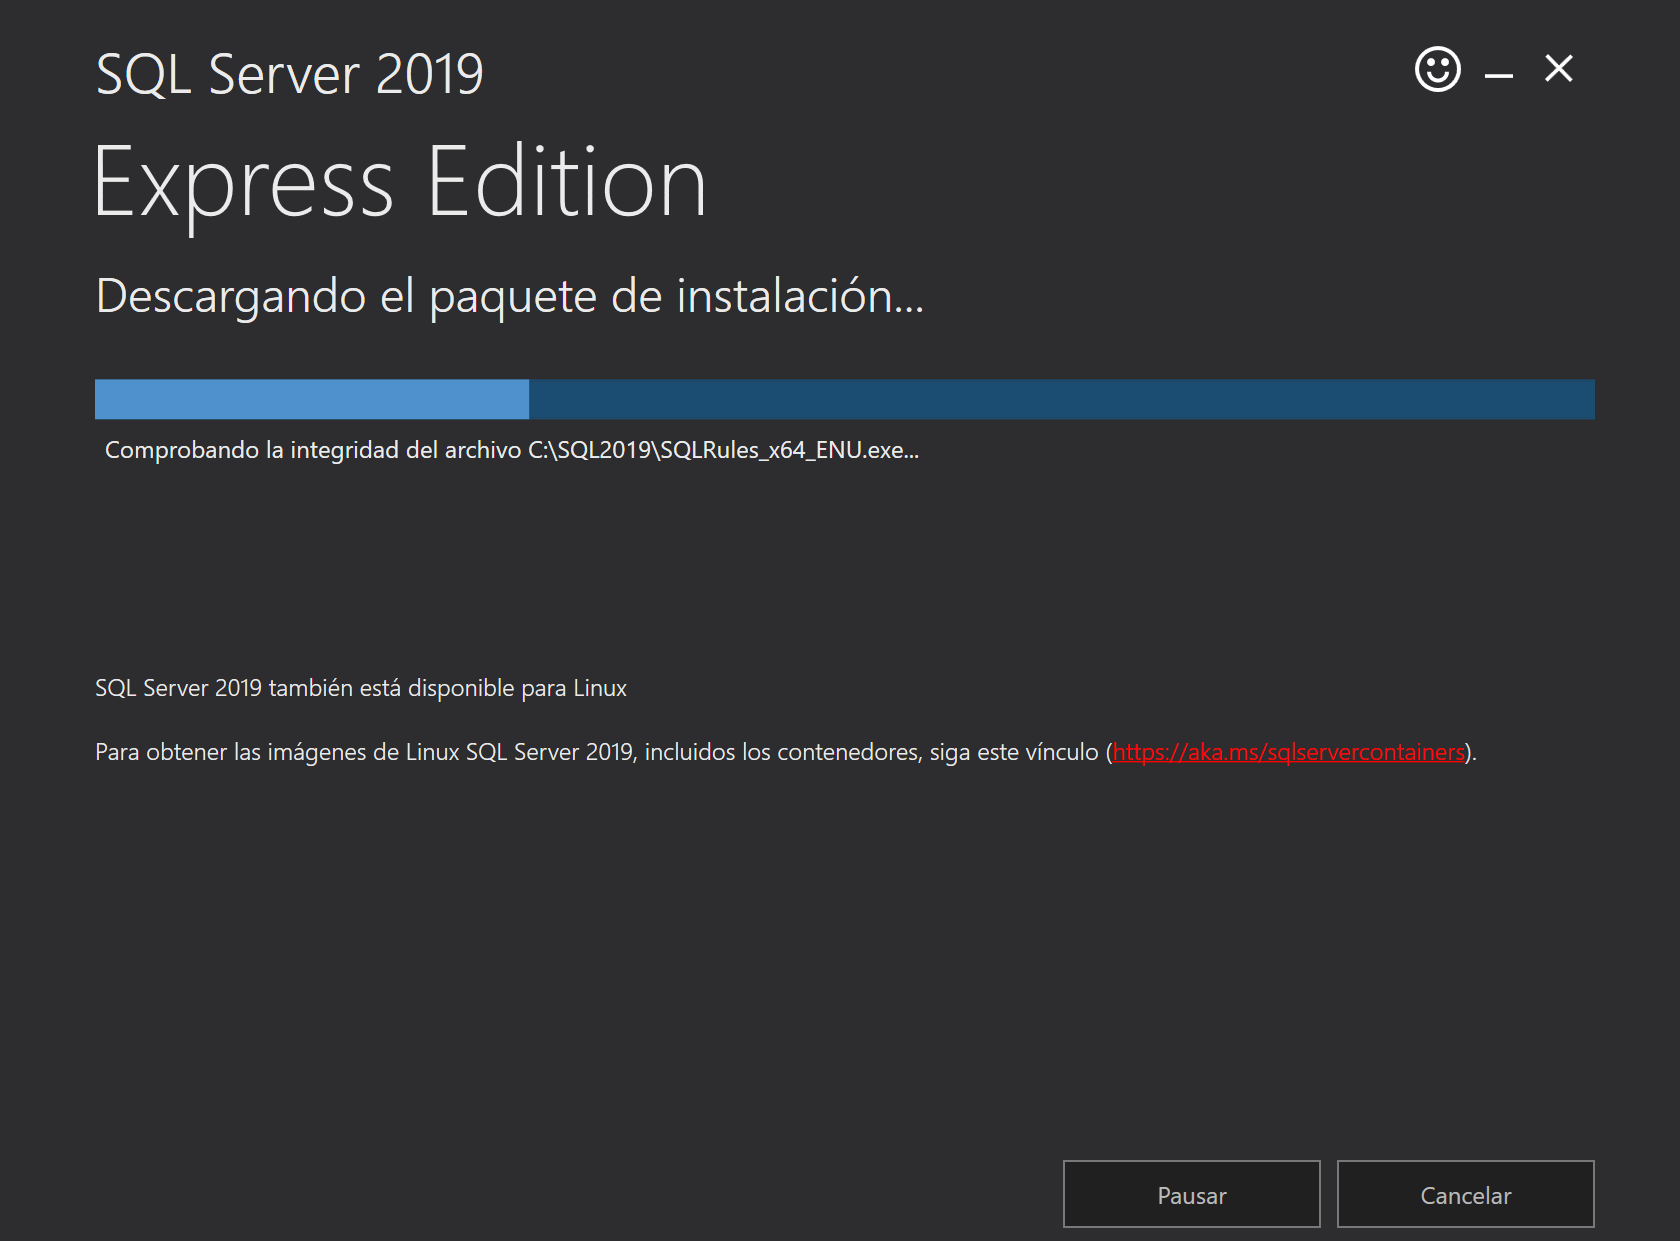 SQL Server 2019
Express Edition
Descargando el paquete de instalación...
Comprobando la integridad del archivo C:\SQL2019\SQLRules_x64_ENU.exe...
SQL Server 2019 también está disponible para Linux
Para obtener las imágenes de Linux SQL Server 2019, incluidos los contenedores, siga este vínculo (https://aka.ms/sqlservercontainers).
Pausar
Cancelar